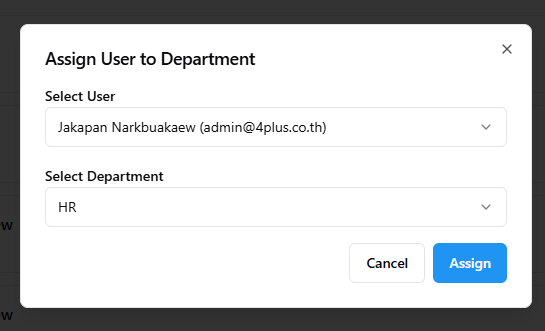 Assign User to Department
Select User
Jakapan Narkbuakaew (admin@4plus.co.th)
Select Department
HR
Cancel
Assign